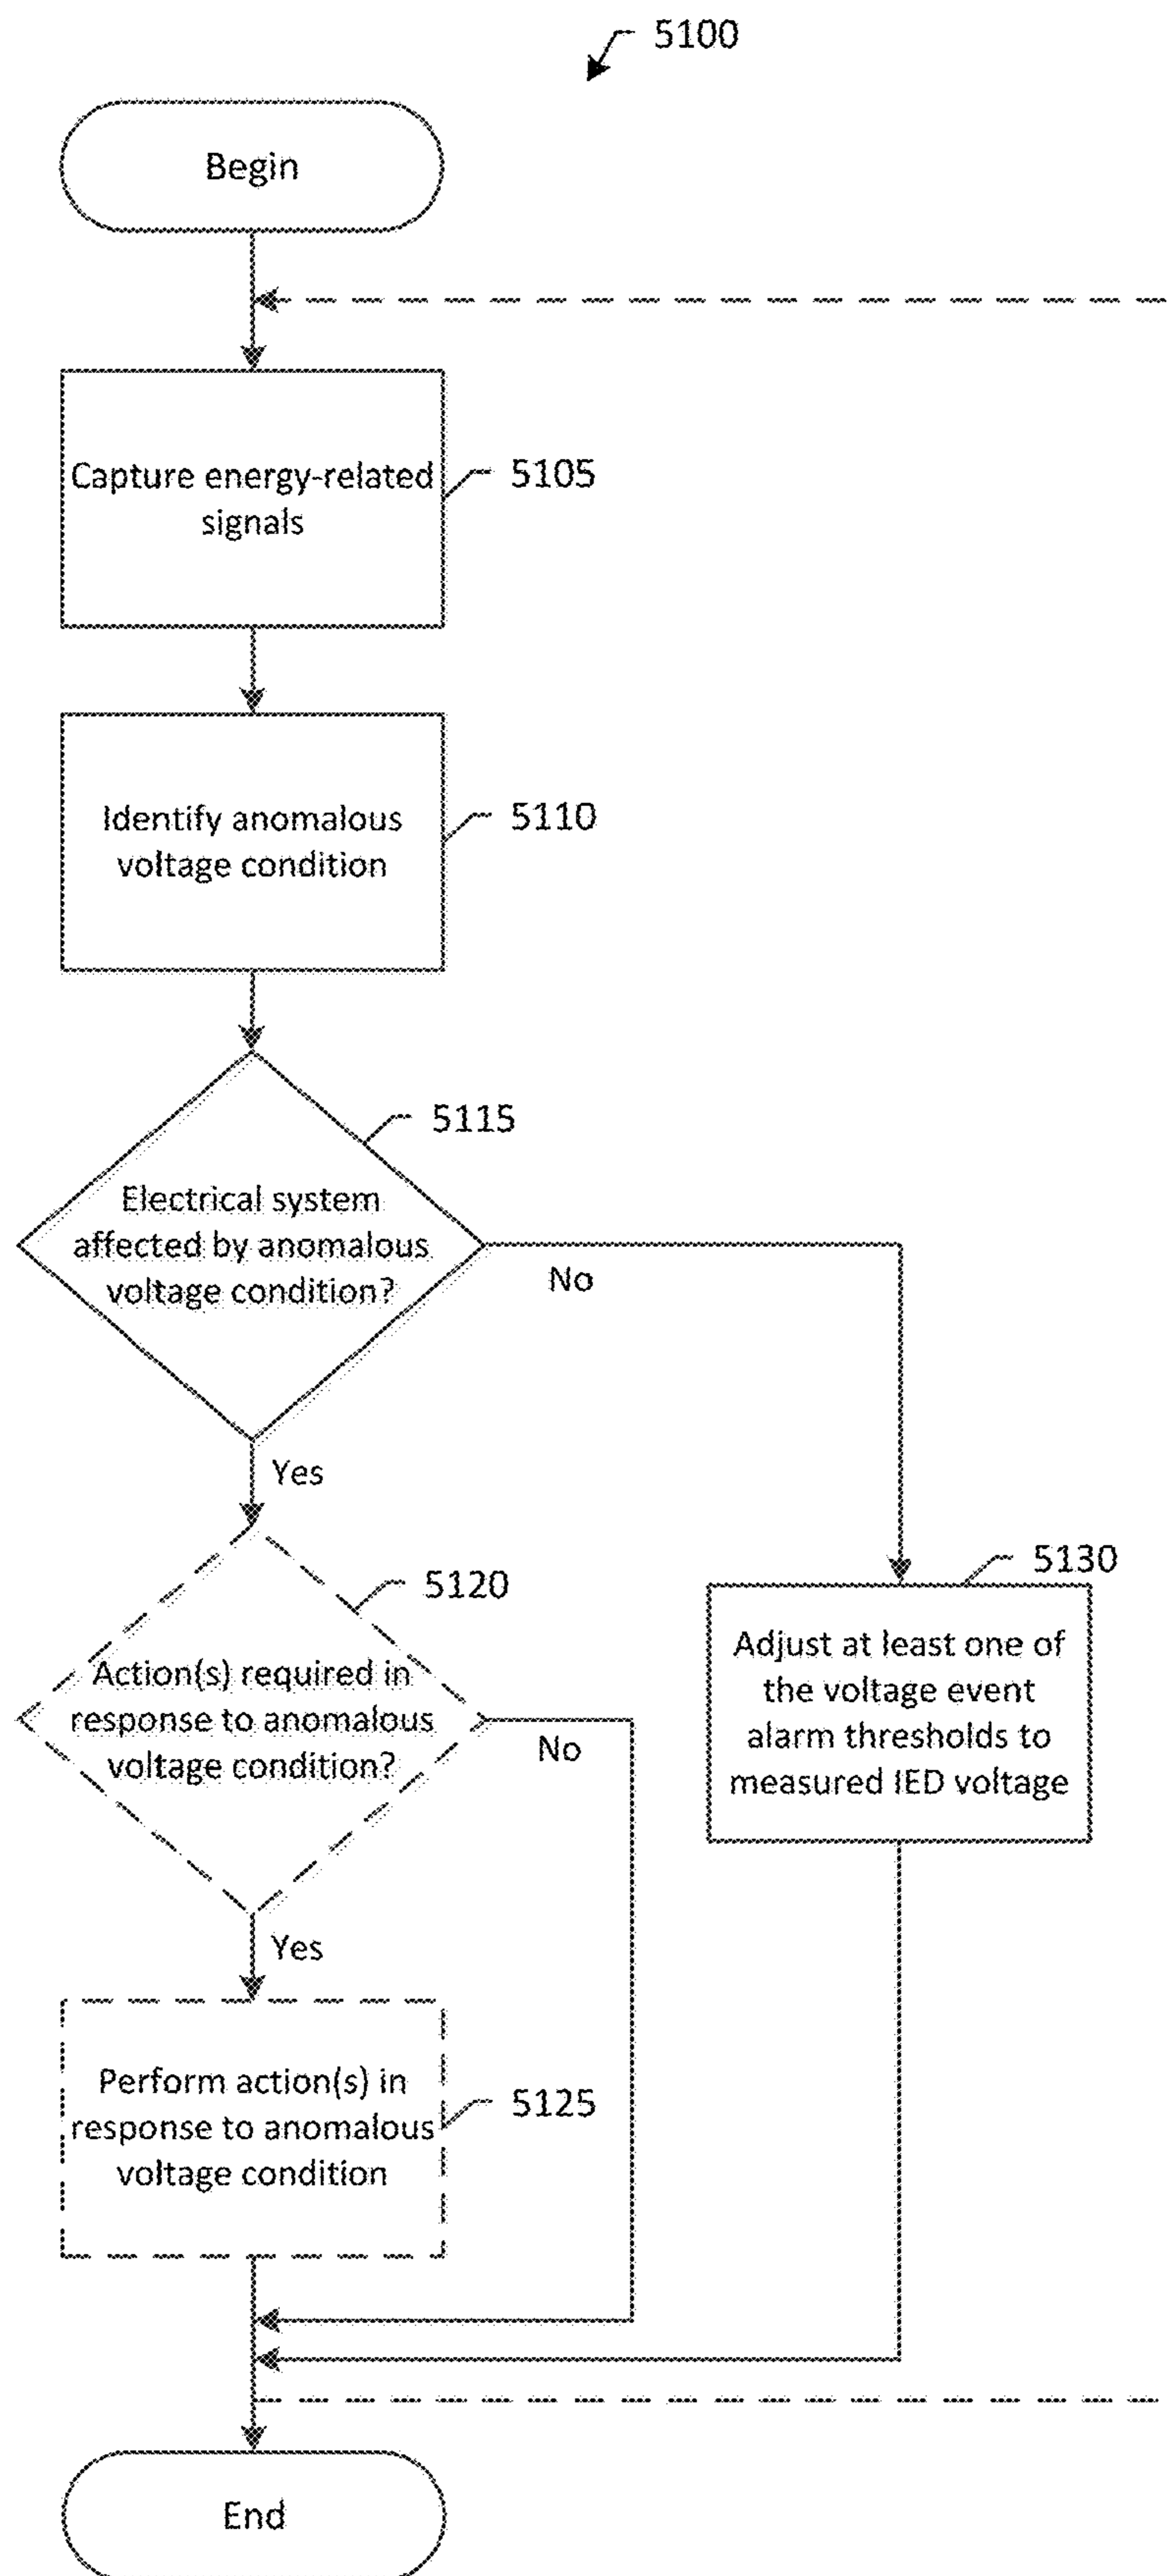 5100
Begin
Capture energy-related
signals
5105
Identify anomalous
voltage condition
5110
5115
Electrical system
affected by anomalous
voltage condition?
No
Yes
5120
Action(s) required in
response to anomalous
voltage condition?
No
5130
Adjust at least one of
the voltage event
alarm thresholds to
measured IED voltage
Yes
Perform action(s) in
response to anomalous
voltage condition
5125
End